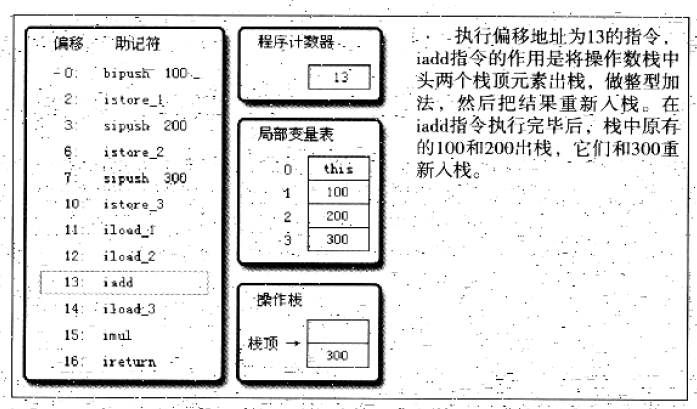 偏移 助记符
0: bipush 100
2: istore_1
3: sipush 200
6: istore_2
7: sipush 300
10: istore_3
11: iload_1
12: iload_2
13: iadd
14: iload_3
15: imul
16: ireturn
程序计数器
13
局部变量表
0 this
1 100
2 200
3 300
操作栈
栈顶 →
300
执行偏移地址为13的指令,
iadd指令的作用是将操作数栈中
头两个栈顶元素出栈，做整型加
法，然后把结果重新入栈。在
iadd指令执行完毕后，栈中原有
的100和200出栈，它们和300重
新入栈。